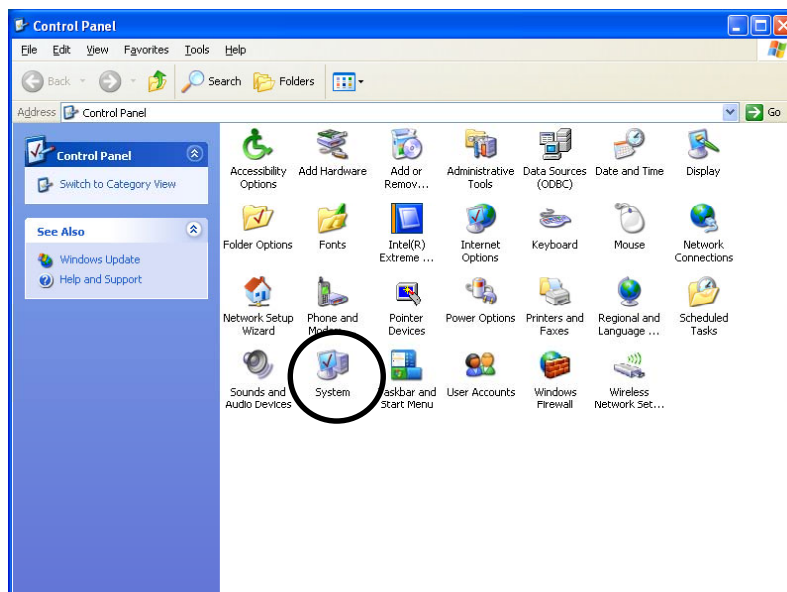 Control Panel
File Edit View Favorites Tools Help
Back Search Folders
Address Control Panel Go
Control Panel
Switch to Category View
See Also
Windows Update
Help and Support
Accessibility
Options
Add Hardware
Add or
Remov...
Administrative
Tools
Data Sources
(ODBC)
Date and Time
Display
Folder Options
Fonts
Intel(R)
Extreme ...
Internet
Options
Keyboard
Mouse
Network
Connections
Network Setup
Wizard
Phone and
Pointer
Devices
Power Options
Printers and
Faxes
Regional and
Language ...
Scheduled
Tasks
Sounds and
Audio Devices
System
askbar and
Start Menu
User Accounts
Windows
Firewall
Wireless
Network Set...